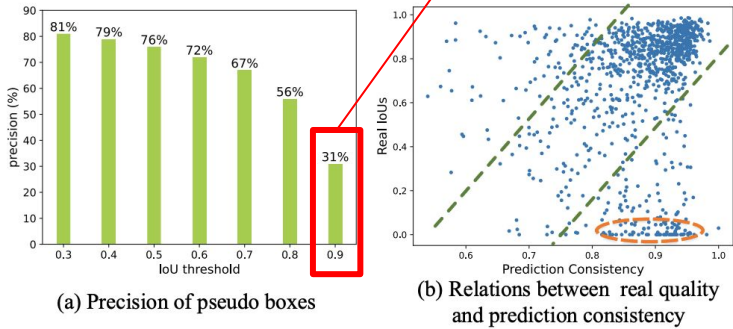 90
80
70
60
50
40
30
20
10
0
precision (%)
81%
79%
76%
72%
67%
56%
31%
0.3 0.4 0.5 0.6 0.7 0.8 0.9
IoU threshold
(a) Precision of pseudo boxes
1.0
0.8
0.6
0.4
0.2
0.0
Real IoUs
0.6 0.7 0.8 0.9 1.0
Prediction Consistency
(b) Relations between real quality
and prediction consistency